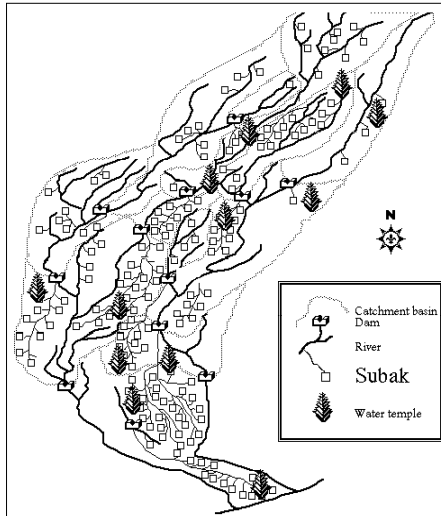 N
Catchment basin
Dam
River
Subak
Water temple